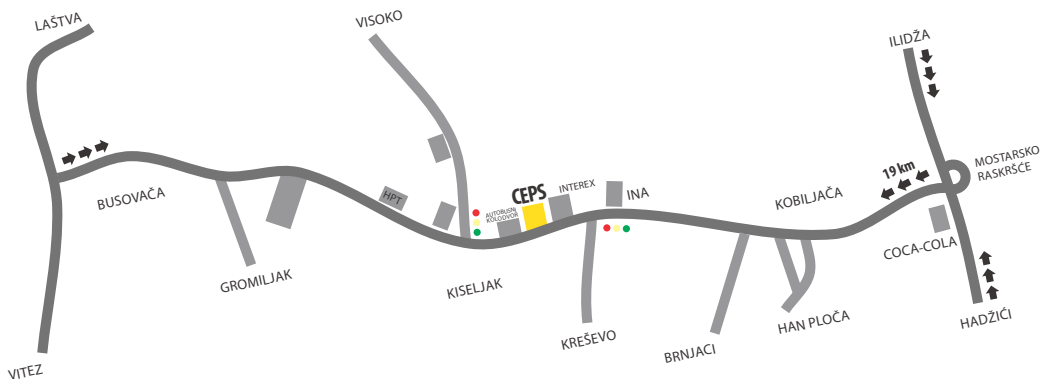 LAŠTVA
VISOKO
ILIDŽA
MOSTARSKO
RASKRŠĆE
19 km
BUSOVAČA
HPT
AUTOBUSNI
KOLODVOR
CEPS
INTEREX
INA
KOBILJAČA
COCA-COLA
GROMILJAK
KISELJAK
KREŠEVO
BRNJACI
HAN PLOČA
HADŽIĆI
VITEZ